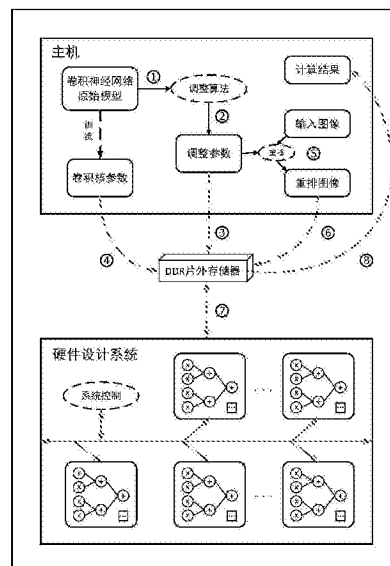 主机
卷积神经网络
原始模型
①
调整算法
计算结果
训练
②
输入图像
调整参数
重排
⑤
卷积核参数
重排图像
④
③
⑥
⑧
DDR片外存储器
⑦
硬件设计系统
系统控制
× × × × + + + ...
× × × × + + + ...
× × × × + + + ...
× × × × + + + ...
× × × × + + + ...